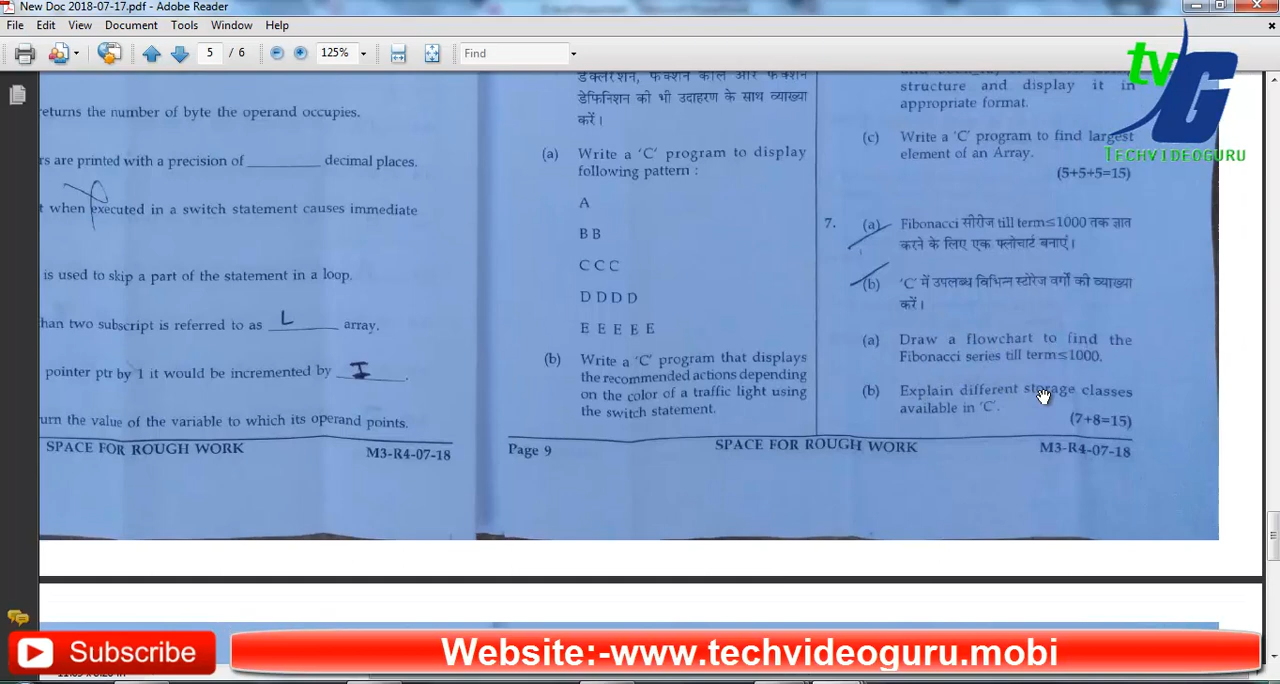 New Doc 2018-07-17.pdf - Adobe Reader
File Edit View Document Tools Window Help
5 / 6 125% Find
tvG
TECHVIDEOGURU
eturns the number of byte the operand occupies.
rs are printed with a precision of ________ decimal places.
t when executed in a switch statement causes immediate
is used to skip a part of the statement in a loop.
han two subscript is referred to as ___L___ array.
pointer ptr by 1 it would be incremented by ___I___.
urn the value of the variable to which its operand points.
SPACE FOR ROUGH WORK M3-R4-07-18
डेक्लेरेशन, फंक्शन कॉल और फंक्शन
डेफिनिशन की भी उदाहरण के साथ व्याख्या
करें।
(a) Write a 'C' program to display
following pattern :
A
B B
C C C
D D D D
E E E E E
(b) Write a 'C' program that displays
the recommended actions depending
on the color of a traffic light using
the switch statement.
Page 9 SPACE FOR ROUGH WORK M3-R4-07-18
structure and display it in
appropriate format.
(c) Write a 'C' program to find largest
element of an Array.
(5+5+5=15)
7. (a) Fibonacci सीरीज till term≤1000 तक ज्ञात
करने के लिए एक फ्लोचार्ट बनाएं।
(b) 'C' में उपलब्ध विभिन्न स्टोरेज वर्गों की व्याख्या
करें।
(a) Draw a flowchart to find the
Fibonacci series till term≤1000.
(b) Explain different storage classes
available in 'C'.
(7+8=15)
Subscribe
Website:-www.techvideoguru.mobi